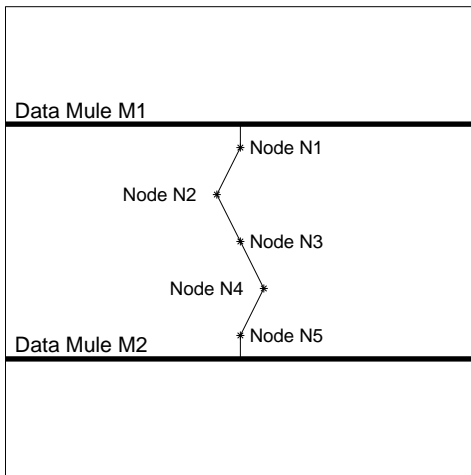 Data Mule M1
Node N1
Node N2
Node N3
Node N4
Node N5
Data Mule M2